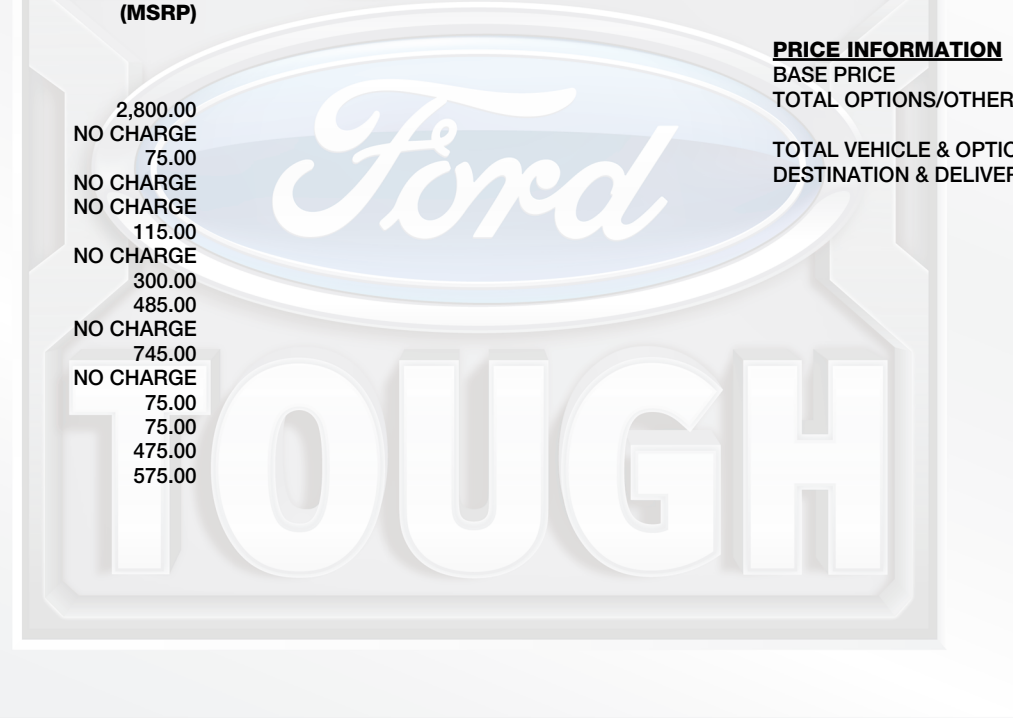 (MSRP)
2,800.00
NO CHARGE
75.00
NO CHARGE
NO CHARGE
115.00
NO CHARGE
300.00
485.00
NO CHARGE
745.00
NO CHARGE
75.00
75.00
475.00
575.00
PRICE INFORMATION
BASE PRICE
TOTAL OPTIONS/OTHER
TOTAL VEHICLE & OPTIO
DESTINATION & DELIVER
Ford
TOUGH